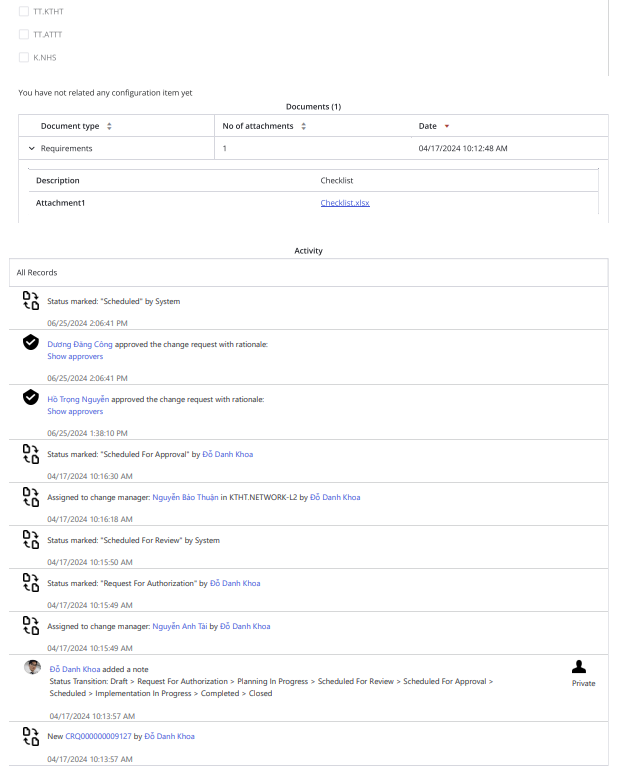 TT.KTHT
TT.ATTT
K.NHS
You have not related any configuration item yet
Documents (1)
Document type No of attachments Date
Requirements 1 04/17/2024 10:12:48 AM
Description Checklist
Attachment1 Checklist.xlsx
Activity
All Records
Status marked: "Scheduled" by System
06/25/2024 2:06:41 PM
Dương Đăng Công approved the change request with rationale:
Show approvers
06/25/2024 2:06:41 PM
Hồ Trọng Nguyễn approved the change request with rationale:
Show approvers
06/25/2024 1:38:10 PM
Status marked: "Scheduled For Approval" by Đỗ Danh Khoa
04/17/2024 10:16:30 AM
Assigned to change manager: Nguyễn Bảo Thuận in KTHT.NETWORK-L2 by Đỗ Danh Khoa
04/17/2024 10:16:18 AM
Status marked: "Scheduled For Review" by System
04/17/2024 10:15:50 AM
Status marked: "Request For Authorization" by Đỗ Danh Khoa
04/17/2024 10:15:49 AM
Assigned to change manager: Nguyễn Anh Tài by Đỗ Danh Khoa
04/17/2024 10:15:49 AM
Đỗ Danh Khoa added a note
Status Transition: Draft > Request For Authorization > Planning In Progress > Scheduled For Review > Scheduled For Approval >
Scheduled > Implementation In Progress > Completed > Closed
Private
04/17/2024 10:13:57 AM
New CRQ000000009127 by Đỗ Danh Khoa
04/17/2024 10:13:57 AM